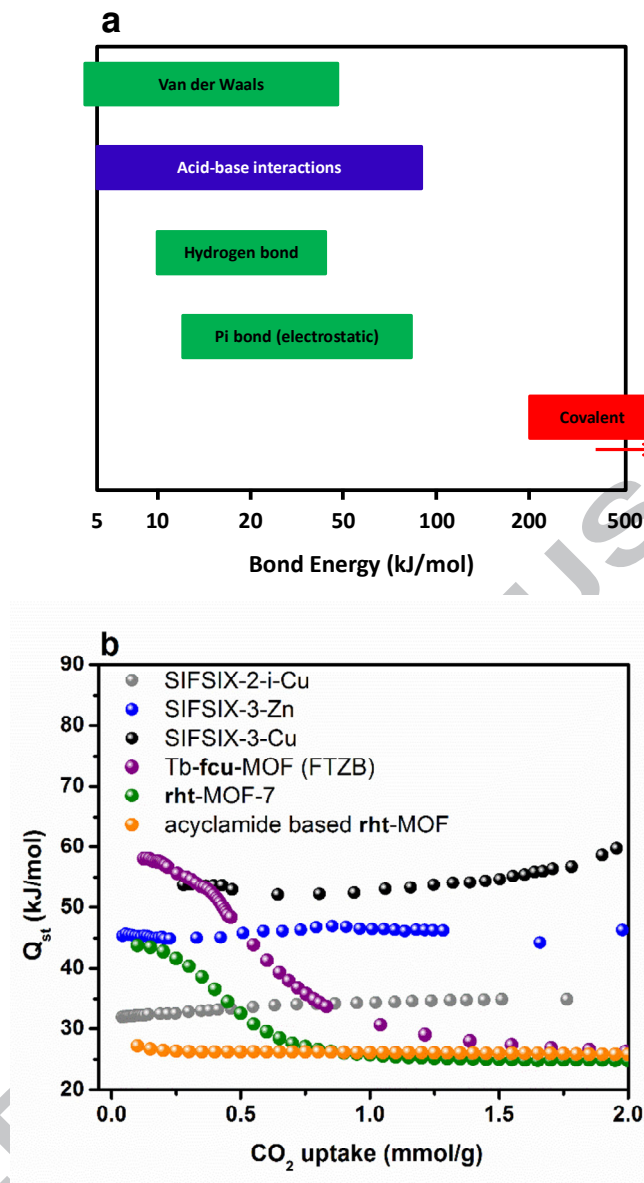 a
Van der Waals
Acid-base interactions
Hydrogen bond
Pi bond (electrostatic)
Covalent
5 10 20 50 100 200 500
Bond Energy (kJ/mol)
b
90
80
70
60
50
40
30
20
Qst (kJ/mol)
SIFSIX-2-i-Cu
SIFSIX-3-Zn
SIFSIX-3-Cu
Tb-fcu-MOF (FTZB)
rht-MOF-7
acyclamide based rht-MOF
0.0 0.5 1.0 1.5 2.0
CO2 uptake (mmol/g)